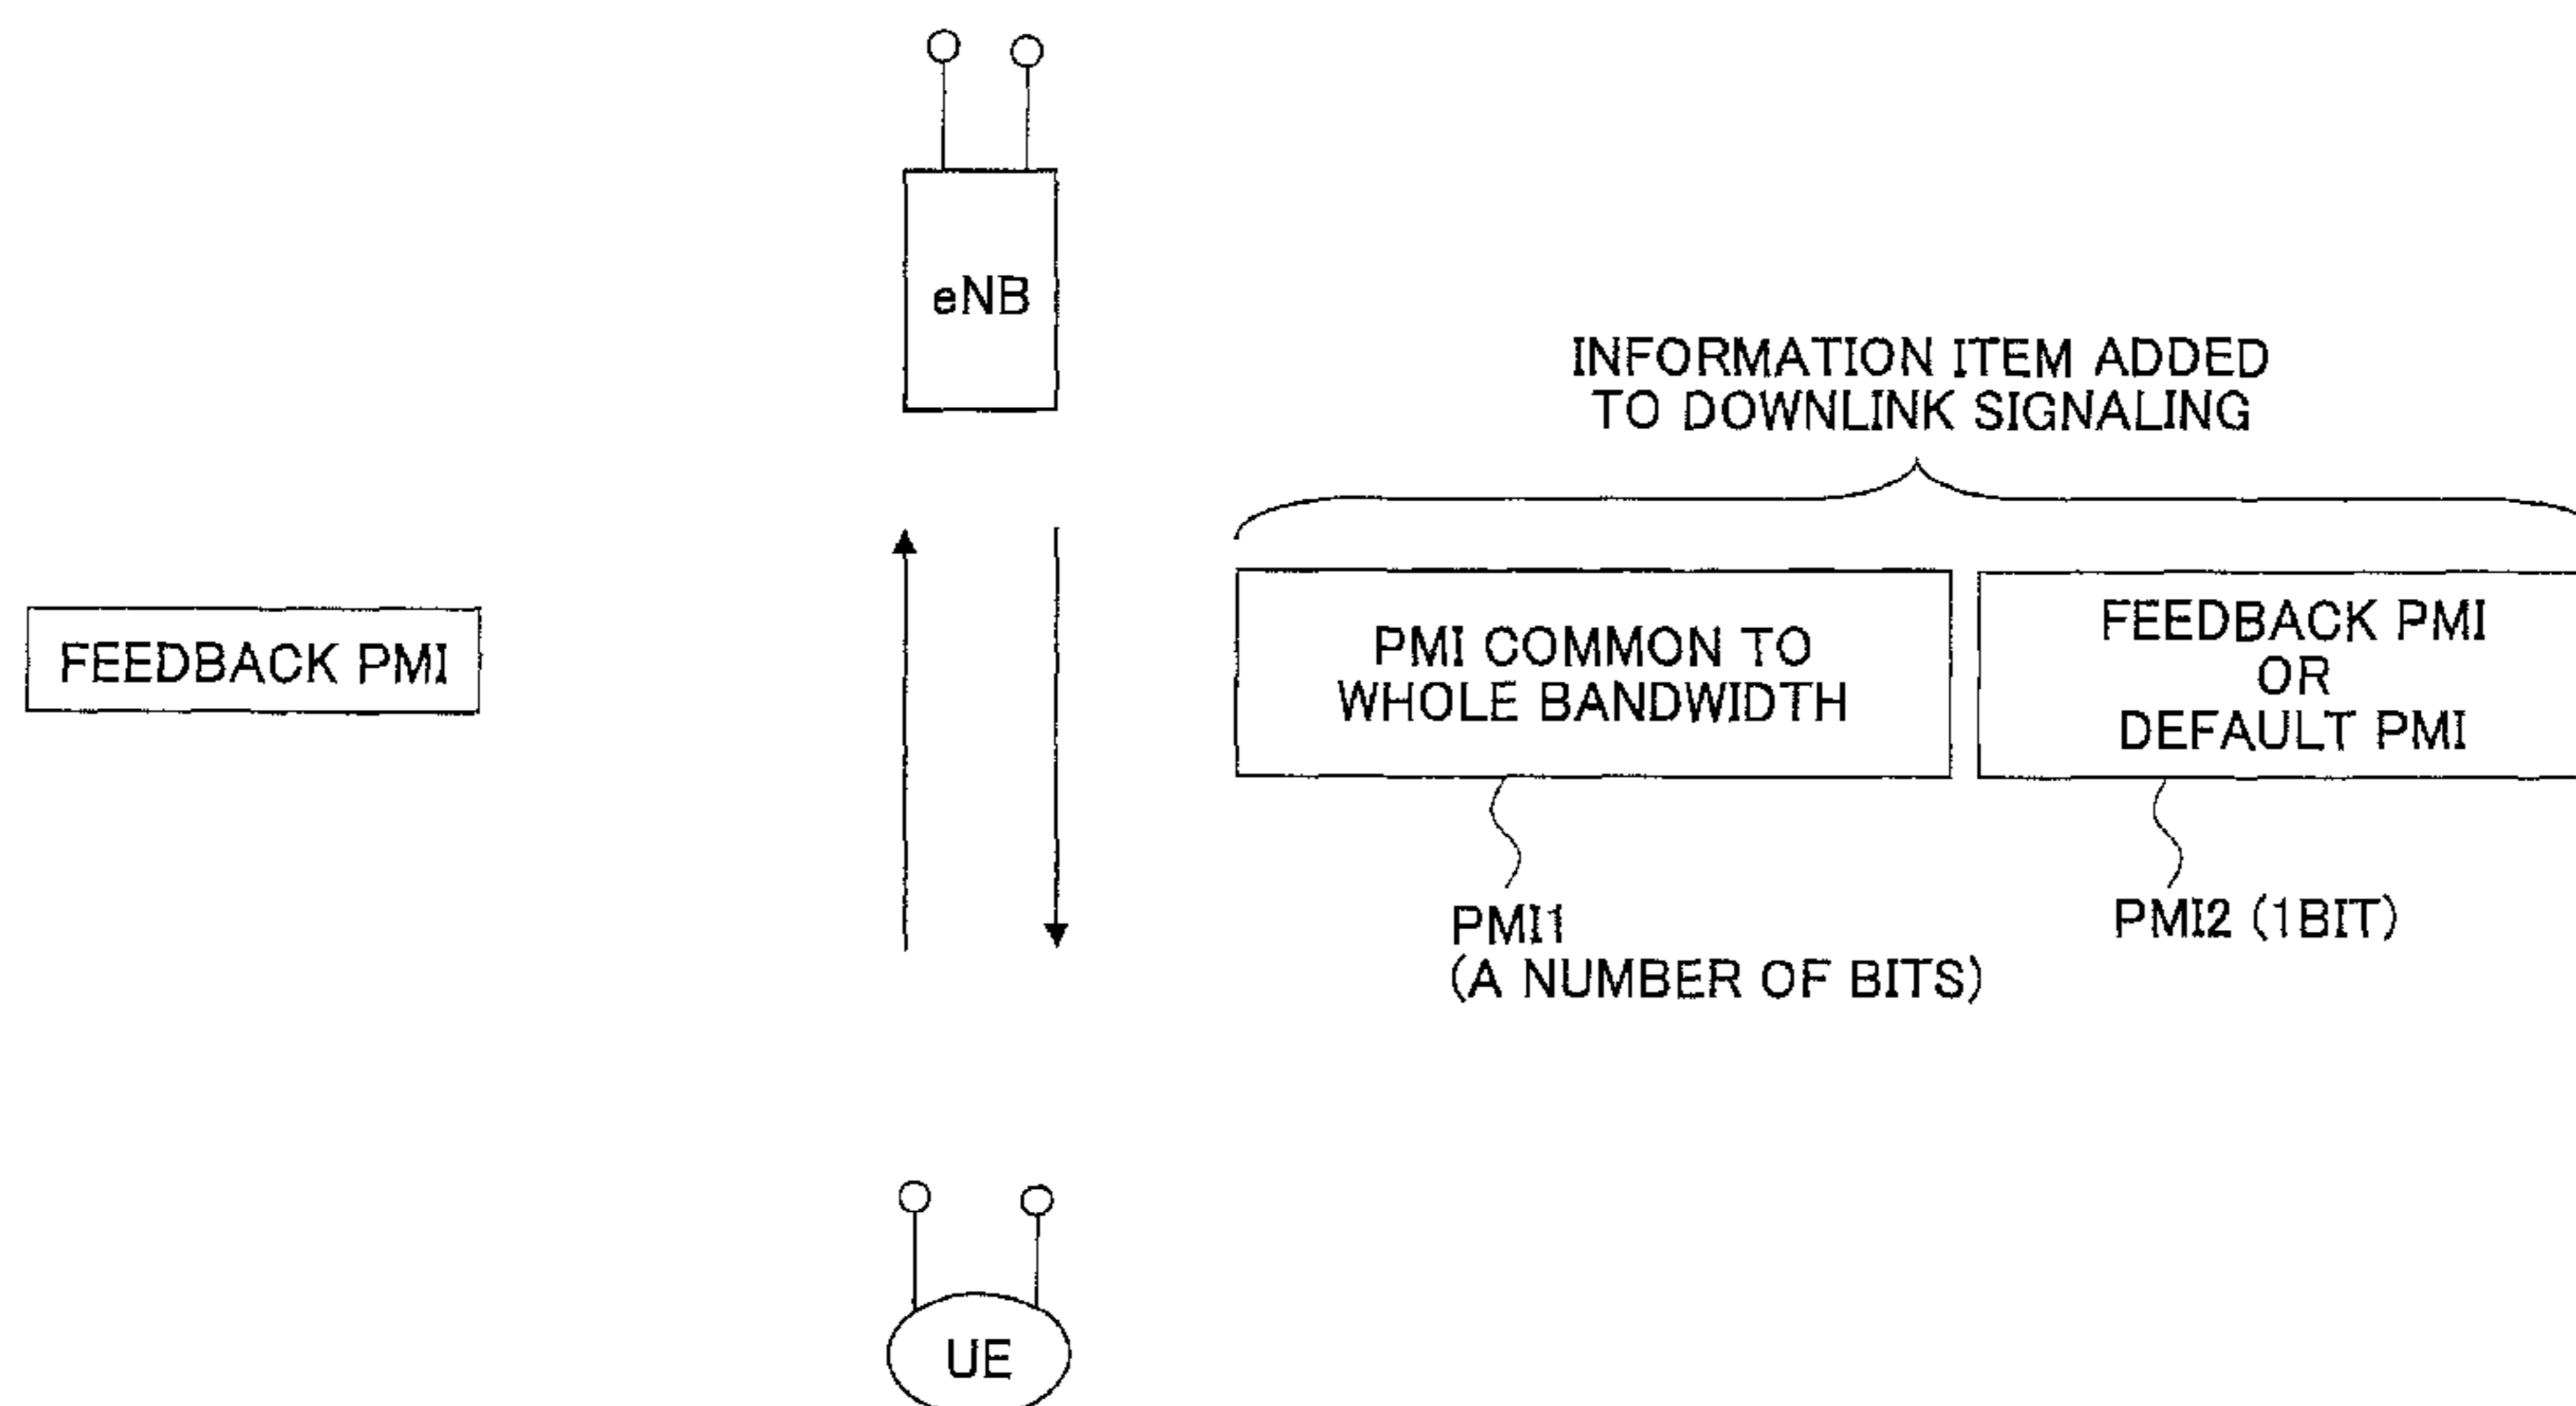 eNB
INFORMATION ITEM ADDED
TO DOWNLINK SIGNALING
FEEDBACK PMI
PMI COMMON TO
WHOLE BANDWIDTH
FEEDBACK PMI
OR
DEFAULT PMI
PMI1
(A NUMBER OF BITS)
PMI2 (1BIT)
UE